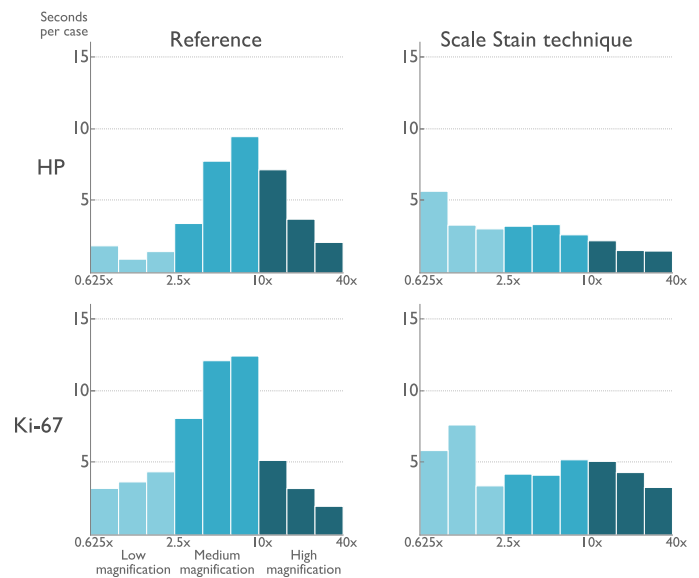 Seconds
per case
Reference
Scale Stain technique
15
10
5
HP
0.625x
2.5x
10x
40x
15
10
5
0.625x
2.5x
10x
40x
15
10
5
Ki-67
0.625x
2.5x
10x
40x
Low
magnification
Medium
magnification
High
magnification
15
10
5
0.625x
2.5x
10x
40x